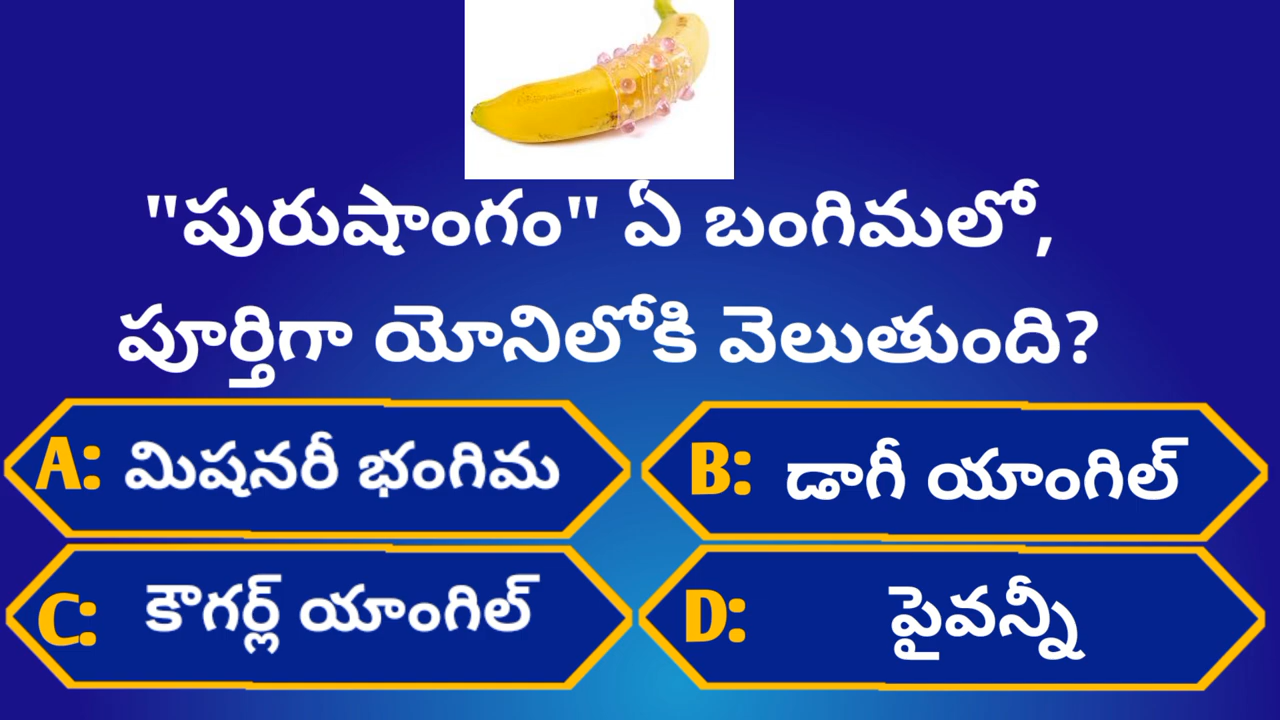 "పురుషాంగం" ఏ బంగిమలో,
పూర్తిగా యోనిలోకి వెలుతుంది?
A: మిషనరీ భంగిమ
B: డాగీ యాంగిల్
C: కౌగర్ల్ యాంగిల్
D: పైవన్నీ